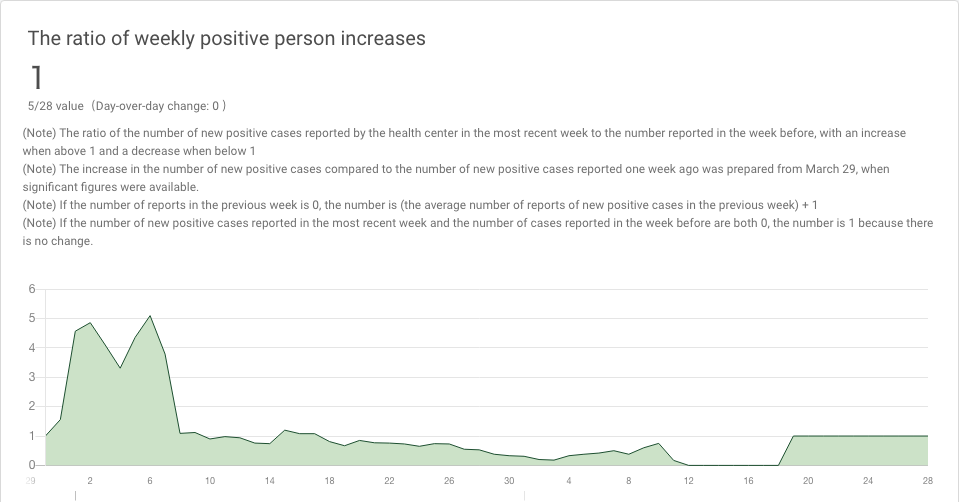 The ratio of weekly positive person increases
1
5/28 value（Day-over-day change: 0 ）
(Note) The ratio of the number of new positive cases reported by the health center in the most recent week to the number reported in the week before, with an increase
when above 1 and a decrease when below 1
(Note) The increase in the number of new positive cases compared to the number of new positive cases reported one week ago was prepared from March 29, when
significant figures were available.
(Note) If the number of reports in the previous week is 0, the number is (the average number of reports of new positive cases in the previous week) + 1
(Note) If the number of new positive cases reported in the most recent week and the number of cases reported in the week before are both 0, the number is 1 because there
is no change.
6
5
4
3
2
1
0
29 2 6 10 14 18 22 26 30 4 8 12 16 20 24 28